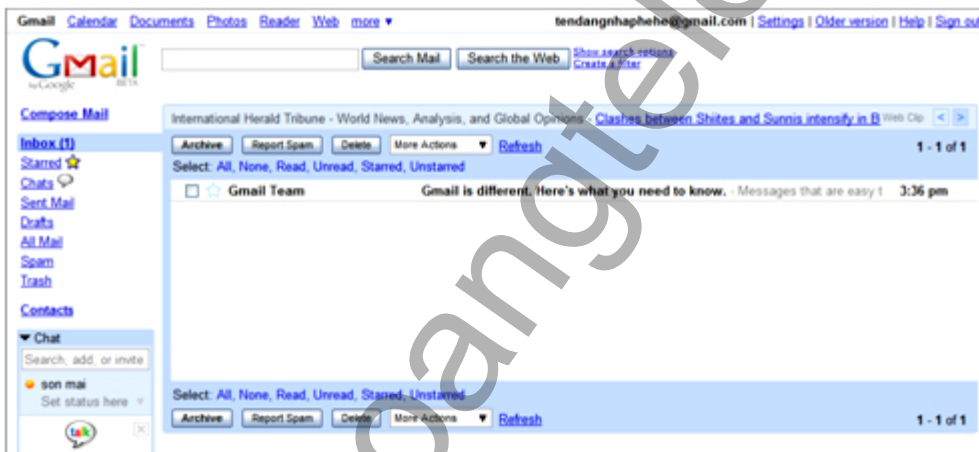 Gmail Calendar Documents Photos Reader Web more ▼
tendangnhaphehe@gmail.com | Settings | Older version | Help | Sign out
Gmail
by Google BETA
Search Mail Search the Web Show search options
Create a filter
Compose Mail
Inbox (1)
Starred
Chats
Sent Mail
Drafts
All Mail
Spam
Trash
Contacts
▼ Chat
Search, add, or invite
son mai
Set status here ▼
talk
International Herald Tribune - World News, Analysis, and Global Opinions - Clashes between Shiites and Sunnis intensify in B Web Clip < >
Archive Report Spam Delete More Actions ▼ Refresh 1 - 1 of 1
Select: All, None, Read, Unread, Starred, Unstarred
Gmail Team Gmail is different. Here's what you need to know. - Messages that are easy t 3:36 pm
Select: All, None, Read, Unread, Starred, Unstarred
Archive Report Spam Delete More Actions ▼ Refresh 1 - 1 of 1